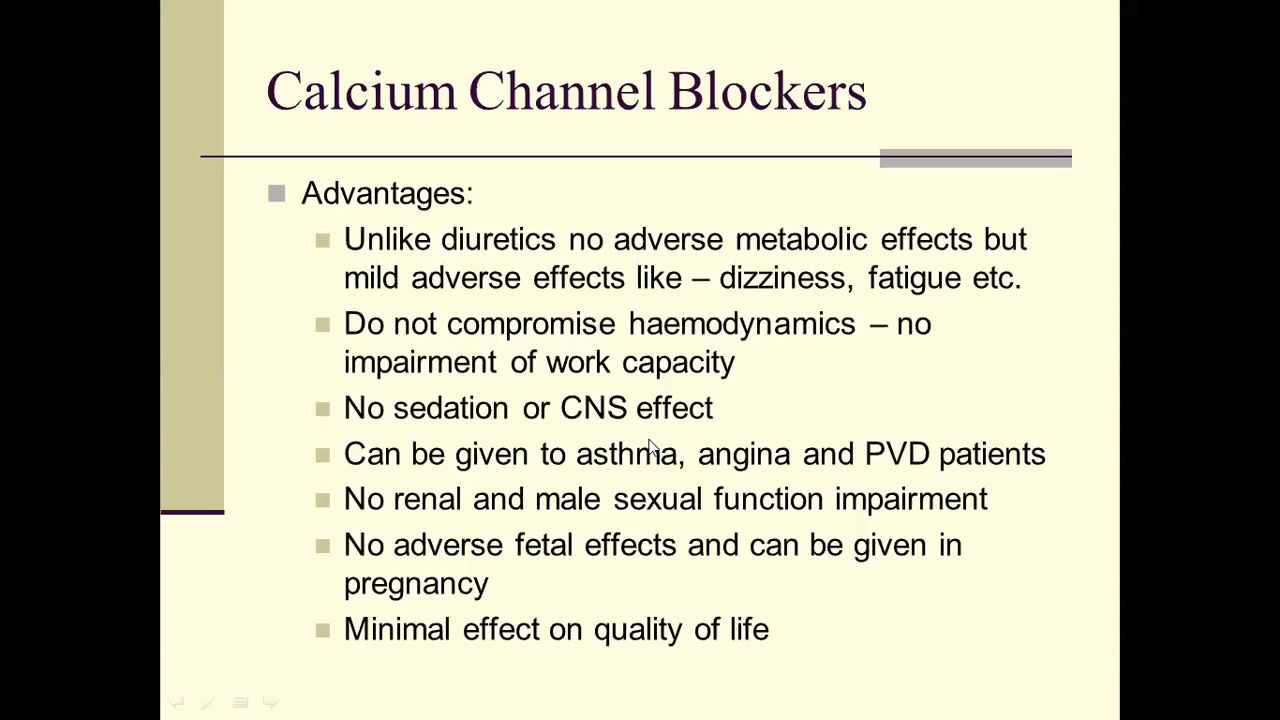 Calcium Channel Blockers
Advantages:
Unlike diuretics no adverse metabolic effects but
mild adverse effects like – dizziness, fatigue etc.
Do not compromise haemodynamics – no
impairment of work capacity
No sedation or CNS effect
Can be given to asthma, angina and PVD patients
No renal and male sexual function impairment
No adverse fetal effects and can be given in
pregnancy
Minimal effect on quality of life